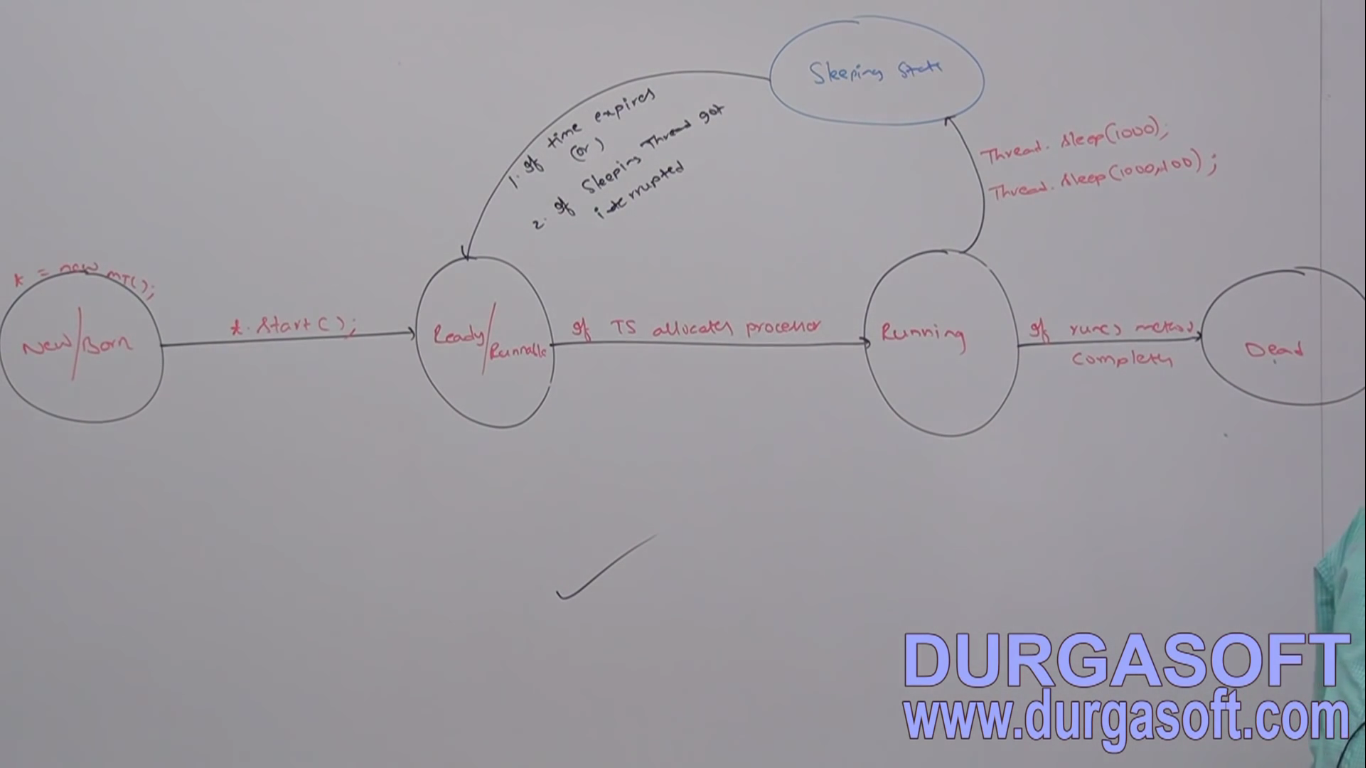 Sleeping State
1. If time expires
(or)
2. If Sleeping Thread got
interrupted
Thread.sleep(1000);
Thread.sleep(1000,100);
t = new MT();
New/Born
t.start();
Ready/
Runnable
If TS allocates processor
Running
If run() method
completes
Dead
DURGASOFT
www.durgasoft.com